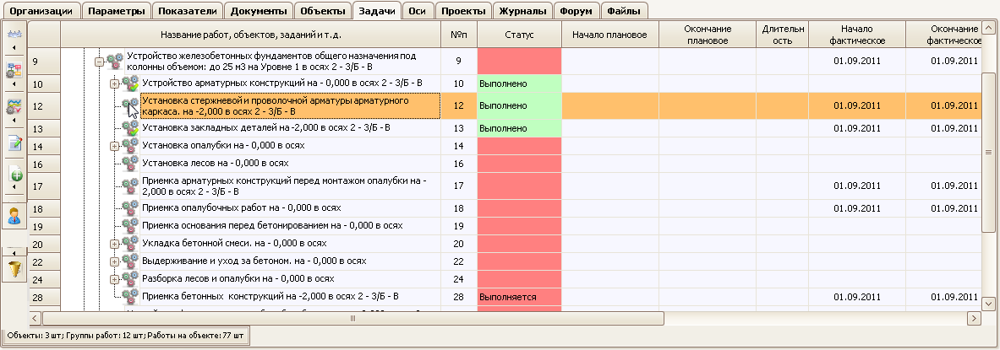 Организации Параметры Показатели Документы Объекты Задачи Оси Проекты Журналы Форум Файлы
Название работ, объектов, заданий и т.д. №п Статус Начало плановое Окончание плановое Длительн ость Начало фактическое Окончание фактическое
9 Устройство железобетонных фундаментов общего назначения под 9 01.09.2011 01.09.2011
колонны объемом: до 25 м3 на Уровне 1 в осях 2 - 3/Б - В
10 Устройство арматурных конструкций на - 0,000 в осях 2 - 3/Б - В 10 Выполнено
12 Установка стержневой и проволочной арматуры арматурного 12 Выполнено 01.09.2011 01.09.2011
каркаса. на -2,000 в осях 2 - 3/Б - В
13 Установка закладных деталей на -2,000 в осях 2 - 3/Б - В 13 Выполнено 01.09.2011 01.09.2011
14 Установка опалубки на - 0,000 в осях 14
16 Установка лесов на - 0,000 в осях 16
17 Приемка арматурных конструкций перед монтажом опалубки на - 17 01.09.2011 01.09.2011
2,000 в осях 2 - 3/Б - В
18 Приемка опалубочных работ на - 0,000 в осях 18 01.09.2011 01.09.2011
19 Приемка основания перед бетонированием на - 0,000 в осях 19
20 Укладка бетонной смеси. на - 0,000 в осях 20
22 Выдерживание и уход за бетоном. на - 0,000 в осях 22
24 Разборка лесов и опалубки на - 0,000 в осях 24
28 Приемка бетонных конструкций на -2,000 в осях 2 - 3/Б - В 28 Выполняется 01.09.2011 01.09.2011
Объекты: 3 шт; Группы работ: 12 шт; Работы на объекте: 77 шт